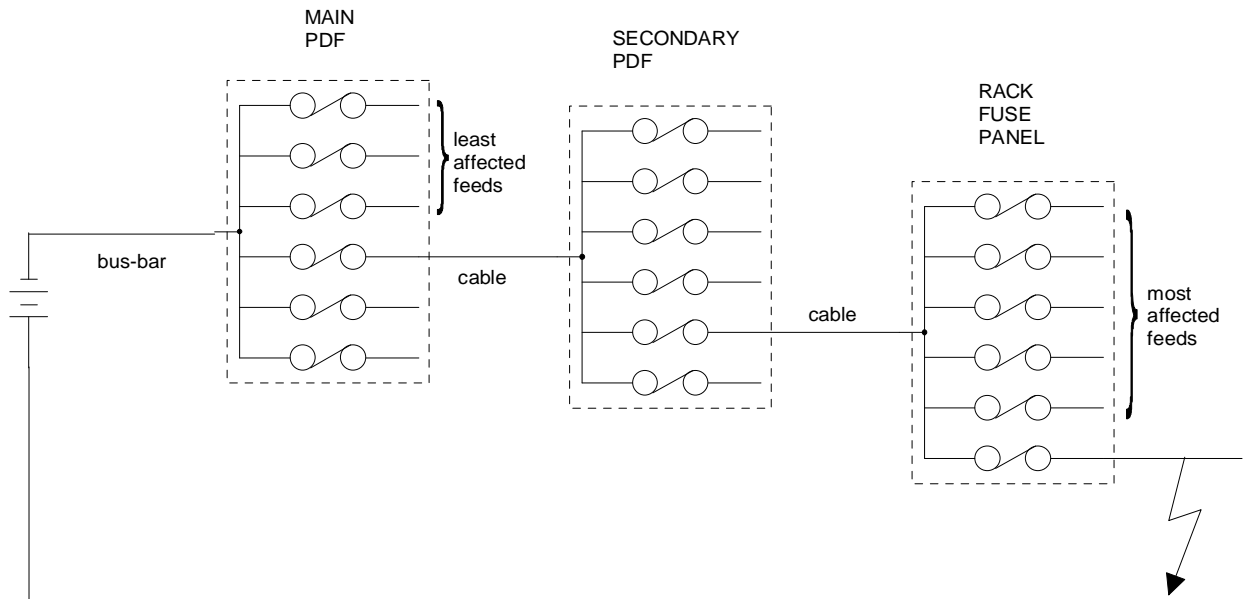 MAIN
PDF
SECONDARY
PDF
RACK
FUSE
PANEL
least
affected
feeds
bus-bar
cable
cable
most
affected
feeds